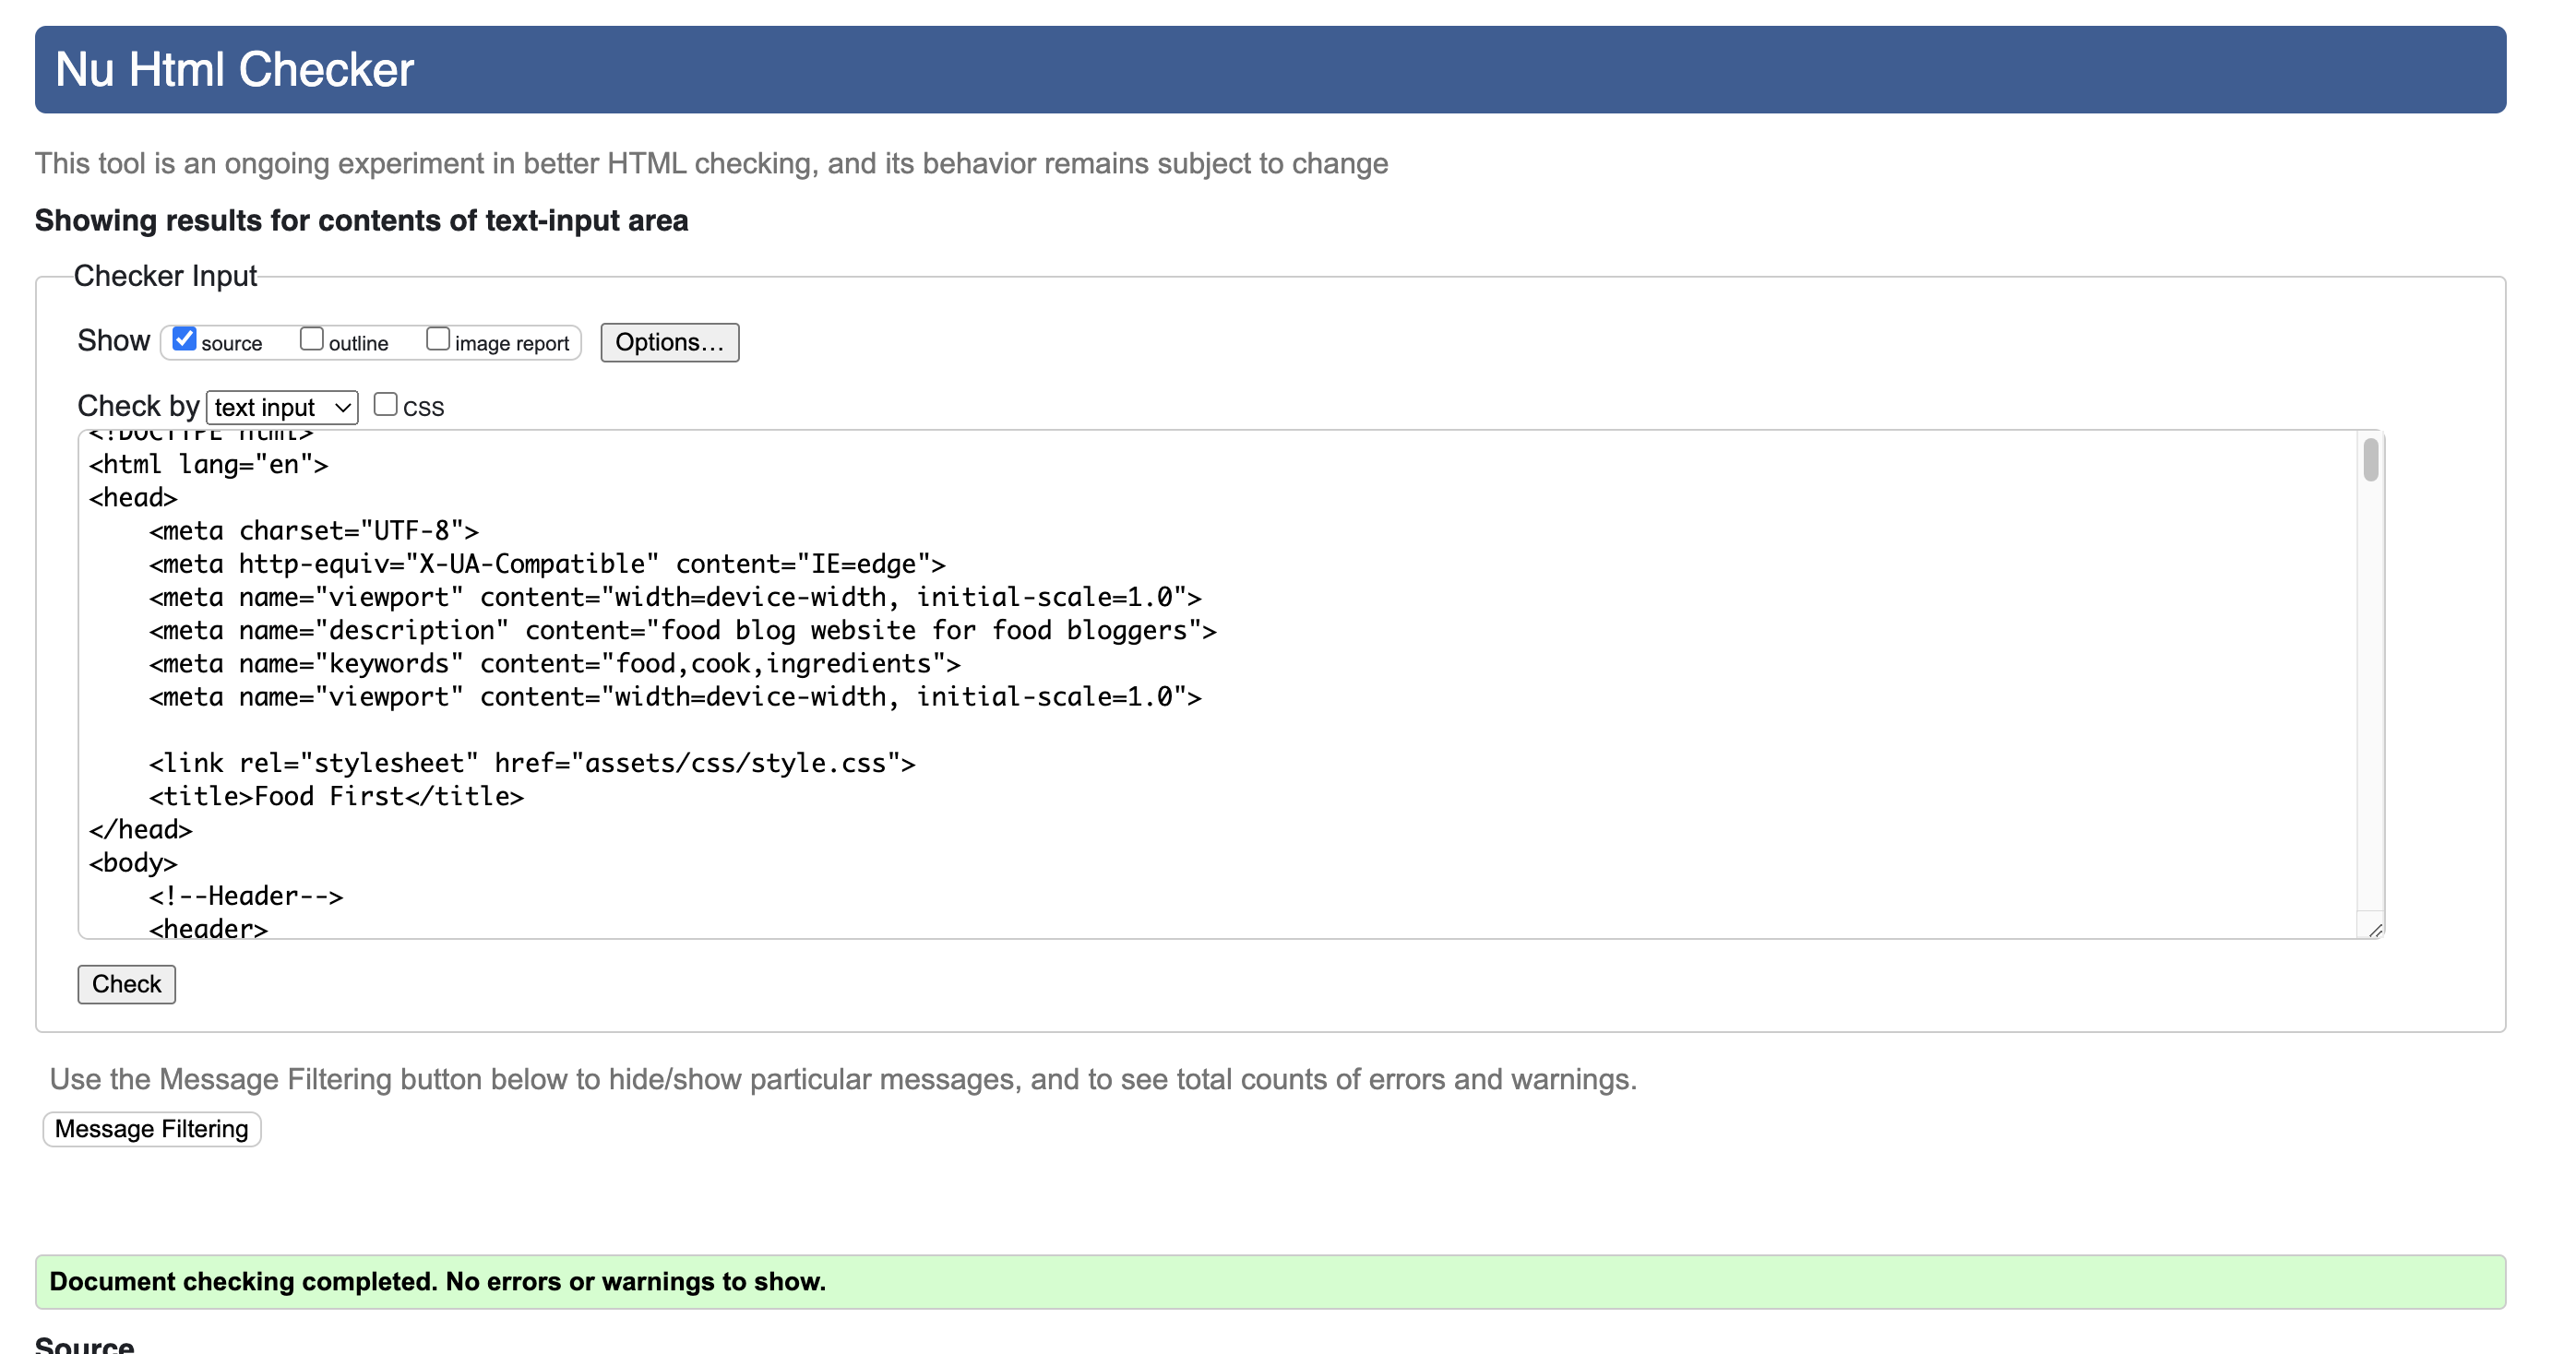 Nu Html Checker
This tool is an ongoing experiment in better HTML checking, and its behavior remains subject to change
Showing results for contents of text-input area
Checker Input
Show source outline image report Options…
Check by text input CSS
<!DOCTYPE html>
<html lang="en">
<head>
    <meta charset="UTF-8">
    <meta http-equiv="X-UA-Compatible" content="IE=edge">
    <meta name="viewport" content="width=device-width, initial-scale=1.0">
    <meta name="description" content="food blog website for food bloggers">
    <meta name="keywords" content="food,cook,ingredients">
    <meta name="viewport" content="width=device-width, initial-scale=1.0">
    <link rel="stylesheet" href="assets/css/style.css">
    <title>Food First</title>
</head>
<body>
    <!--Header-->
    <header>
Check
Use the Message Filtering button below to hide/show particular messages, and to see total counts of errors and warnings.
Message Filtering
Document checking completed. No errors or warnings to show.
Source